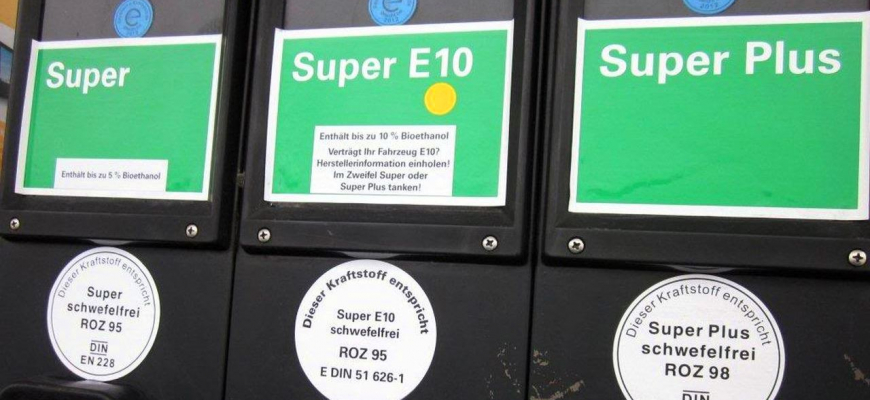 Super
Enthält bis zu 5 % Bioethanol
Dieser Kraftstoff entspricht
Super
schwefelfrei
ROZ 95
DIN
EN 228
Super E10
Enthält bis zu 10 % Bioethanol
Verträgt Ihr Fahrzeug E10?
Herstellerinformation einholen!
Im Zweifel Super oder
Super Plus tanken!
Dieser Kraftstoff entspricht
Super E10
schwefelfrei
ROZ 95
E DIN 51 626-1
Super Plus
Dieser Kraftstoff entspricht
Super Plus
schwefelfrei
ROZ 98
DIN